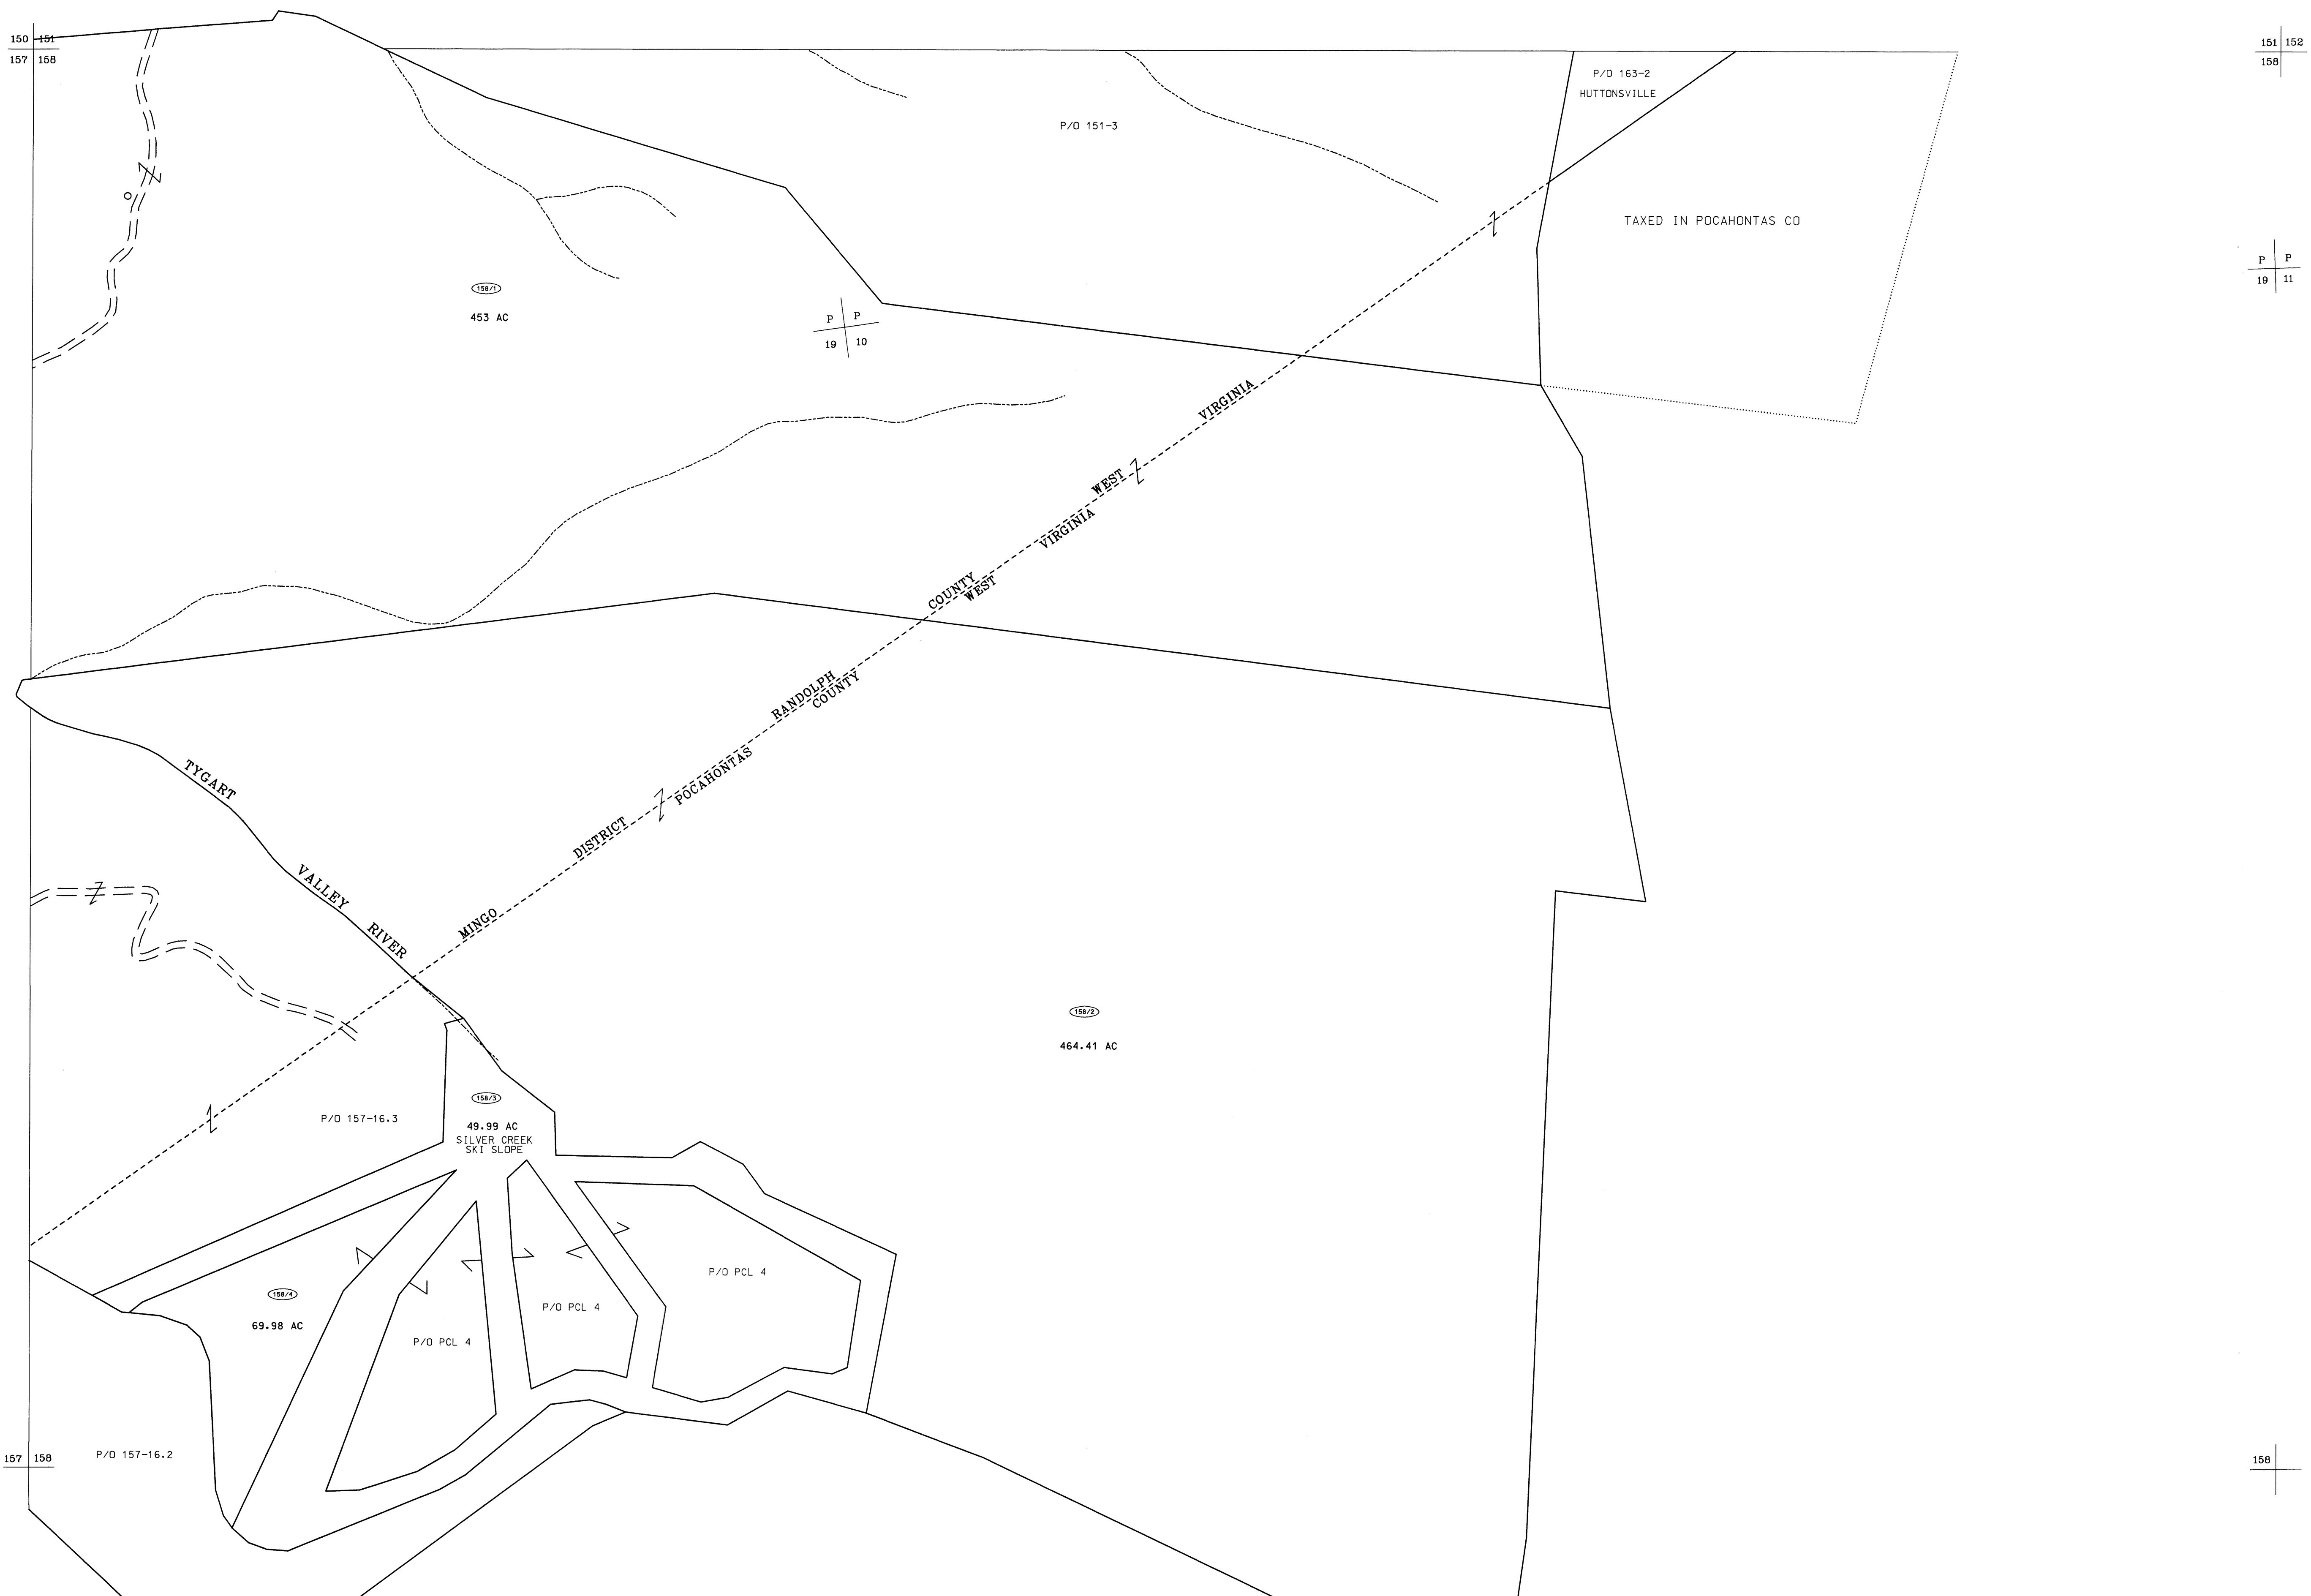 150 151
157 158
151 152
158
P/O 163-2
HUTTONSVILLE
P/O 151-3
TAXED IN POCAHONTAS CO
P P
19 11
158/1
453 AC
P P
19 10
MINGO DISTRICT RANDOLPH COUNTY WEST VIRGINIA
POCAHONTAS COUNTY WEST VIRGINIA
TYGART VALLEY RIVER
158/2
464.41 AC
158/3
49.99 AC
SILVER CREEK
SKI SLOPE
P/O 157-16.3
P/O PCL 4
158/4
69.98 AC
P/O PCL 4
P/O PCL 4
P/O 157-16.2
157 158
158